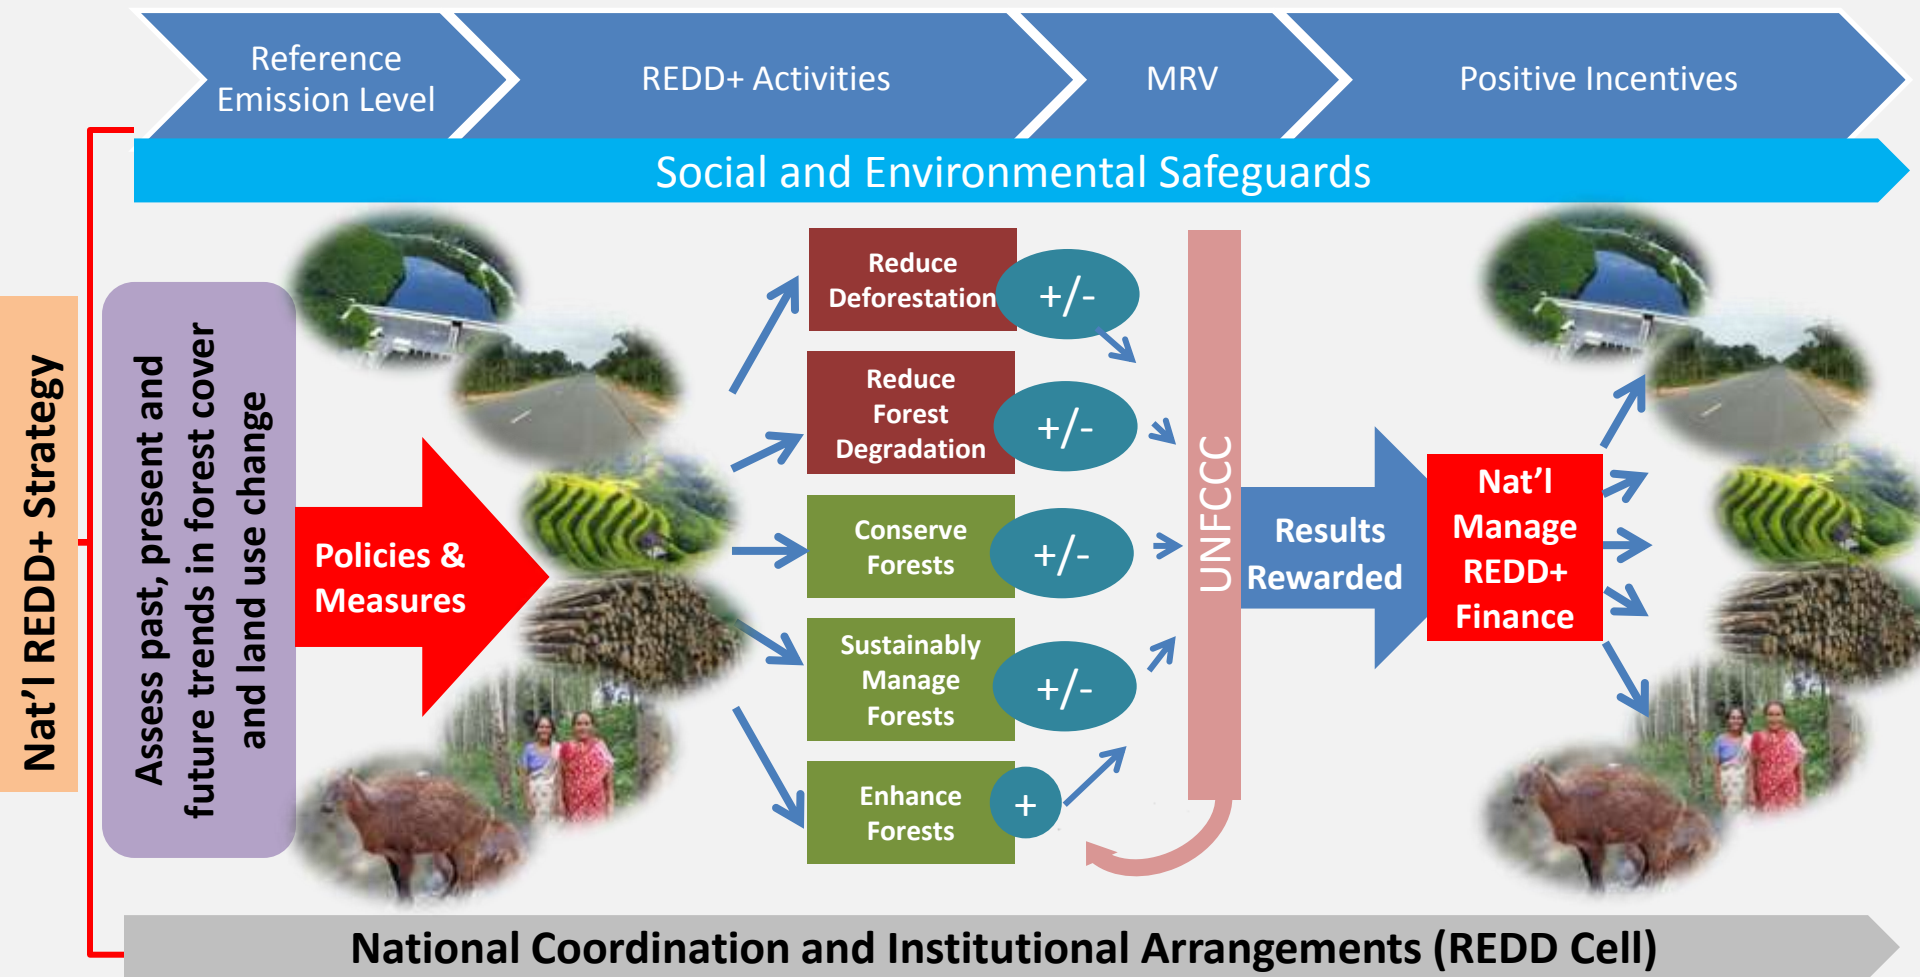 Reference
Emission Level
REDD+ Activities
MRV
Positive Incentives
Social and Environmental Safeguards
Nat'l REDD+ Strategy
Assess past, present and
future trends in forest cover
and land use change
Policies &
Measures
Reduce
Deforestation
+/-
Reduce
Forest
Degradation
+/-
Conserve
Forests
+/-
Sustainably
Manage
Forests
+/-
Enhance
Forests
+
UNFCCC
Results
Rewarded
Nat'l
Manage
REDD+
Finance
National Coordination and Institutional Arrangements (REDD Cell)